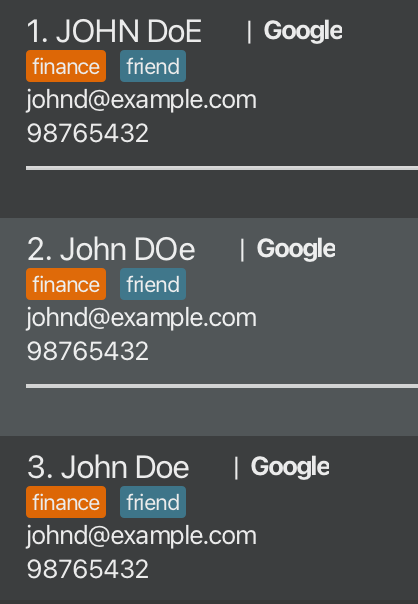 1. JOHN DoE | Google
finance friend
johnd@example.com
98765432
2. John DOe | Google
finance friend
johnd@example.com
98765432
3. John Doe | Google
finance friend
johnd@example.com
98765432